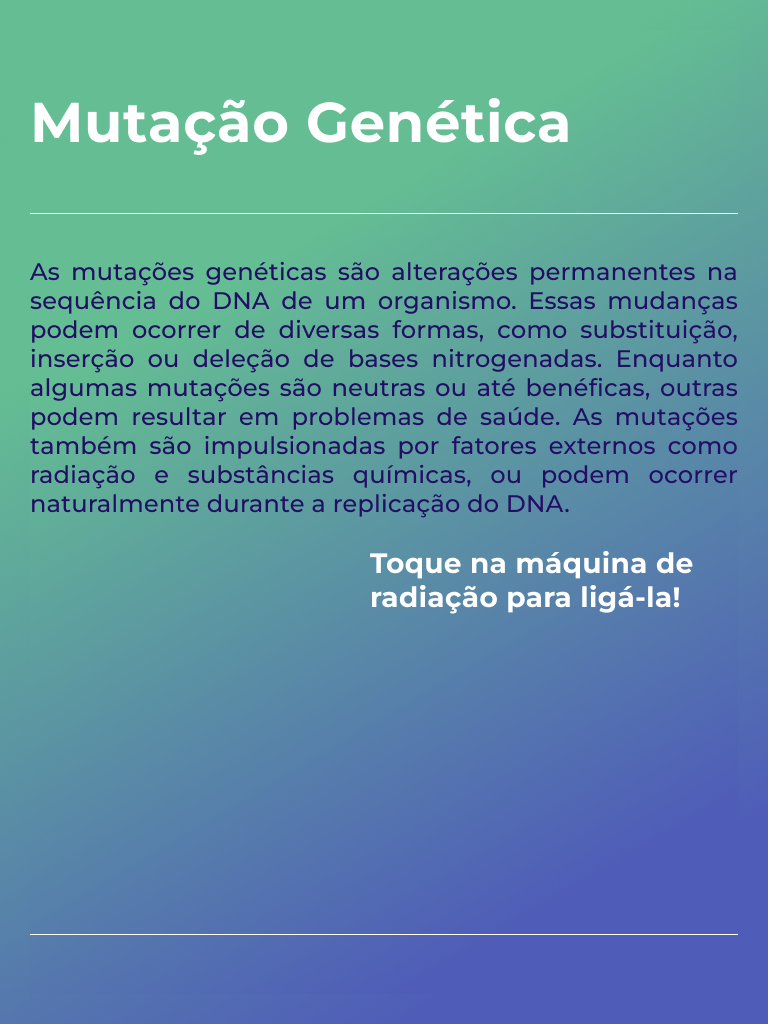 Mutação Genética
As mutações genéticas são alterações permanentes na
sequência do DNA de um organismo. Essas mudanças
podem ocorrer de diversas formas, como substituição,
inserção ou deleção de bases nitrogenadas. Enquanto
algumas mutações são neutras ou até benéficas, outras
podem resultar em problemas de saúde. As mutações
também são impulsionadas por fatores externos como
radiação e substâncias químicas, ou podem ocorrer
naturalmente durante a replicação do DNA.
Toque na máquina de
radiação para ligá-la!